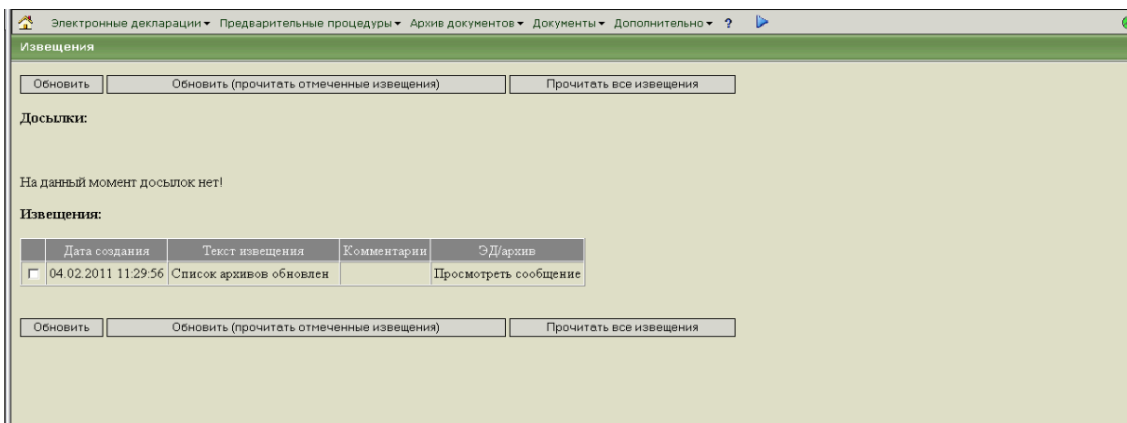 Электронные декларации Предварительные процедуры Архив документов Документы Дополнительно ?
Извещения
Обновить Обновить (прочитать отмеченные извещения) Прочитать все извещения
Досылки:
На данный момент досылок нет!
Извещения:
Дата создания Текст извещения Комментарии ЭД/архив
04.02.2011 11:29:56 Список архивов обновлен Просмотреть сообщение
Обновить Обновить (прочитать отмеченные извещения) Прочитать все извещения